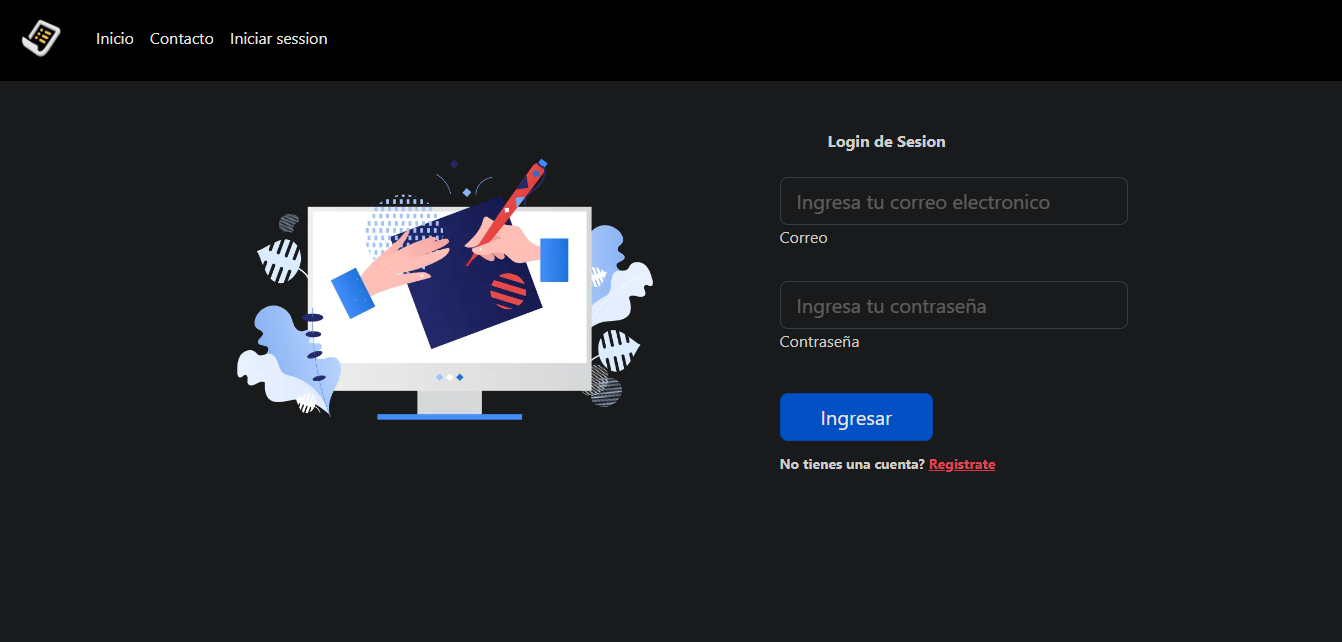 Inicio Contacto Iniciar session
Login de Sesion
Ingresa tu correo electronico
Correo
Ingresa tu contraseña
Contraseña
Ingresar
No tienes una cuenta? Registrate